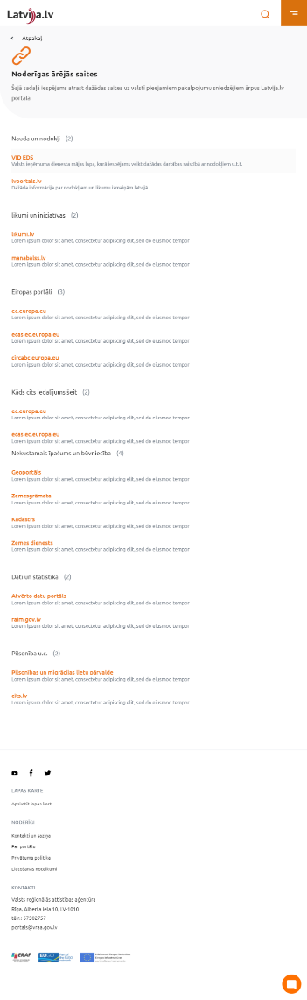 Latvija.lv
Atpakaļ
Noderīgas ārējās saites
Šajā sadaļā iespējams atrast dažādas saites uz valstī pieejamiem pakalpojumu sniedzējiem ārpus Latvija.lv
portāla
Nauda un nodokļi (2)
VID EDS
Valsts ieņēmuma dienesta mājas lapa, kurā iespējams veikt dažādas darbības saistītā ar nodokļiem u.t.t.
lvportals.lv
Dažāda informācija par nodokļiem un likumu izmaiņām latvijā
likumi un iniciatīvas (2)
likumi.lv
Lorem ipsum dolor sit amet, consectetur adipiscing elit, sed do eiusmod tempor
manabalss.lv
Lorem ipsum dolor sit amet, consectetur adipiscing elit, sed do eiusmod tempor
Eiropas portāli (3)
ec.europa.eu
Lorem ipsum dolor sit amet, consectetur adipiscing elit, sed do eiusmod tempor
ecas.ec.europa.eu
Lorem ipsum dolor sit amet, consectetur adipiscing elit, sed do eiusmod tempor
circabc.europa.eu
Lorem ipsum dolor sit amet, consectetur adipiscing elit, sed do eiusmod tempor
Kāds cits iedalījums šeit (2)
ec.europa.eu
Lorem ipsum dolor sit amet, consectetur adipiscing elit, sed do eiusmod tempor
ecas.ec.europa.eu
Lorem ipsum dolor sit amet, consectetur adipiscing elit, sed do eiusmod tempor
Nekustamais īpašums un būvniecība (4)
Ģeoportāls
Lorem ipsum dolor sit amet, consectetur adipiscing elit, sed do eiusmod tempor
Zemesgrāmata
Lorem ipsum dolor sit amet, consectetur adipiscing elit, sed do eiusmod tempor
Kadastrs
Lorem ipsum dolor sit amet, consectetur adipiscing elit, sed do eiusmod tempor
Zemes dienests
Lorem ipsum dolor sit amet, consectetur adipiscing elit, sed do eiusmod tempor
Dati un statistika (2)
Atvērto datu portāls
Lorem ipsum dolor sit amet, consectetur adipiscing elit, sed do eiusmod tempor
raim.gov.lv
Lorem ipsum dolor sit amet, consectetur adipiscing elit, sed do eiusmod tempor
Pilsonība u.c. (2)
Pilsonības un migrācijas lietu pārvalde
Lorem ipsum dolor sit amet, consectetur adipiscing elit, sed do eiusmod tempor
cits.lv
Lorem ipsum dolor sit amet, consectetur adipiscing elit, sed do eiusmod tempor
LAPAS KARTE
Apskatīt lapas karti
NODERĪGI
Kontakti un saziņa
Par portālu
Privātuma politika
Lietošanas noteikumi
KONTAKTI
Valsts reģionālās attīstības aģentūra
Rīga, Alberta iela 10, LV-1010
tālr.: 67502757
portals@vraa.gov.lv
ERAF
EUGO